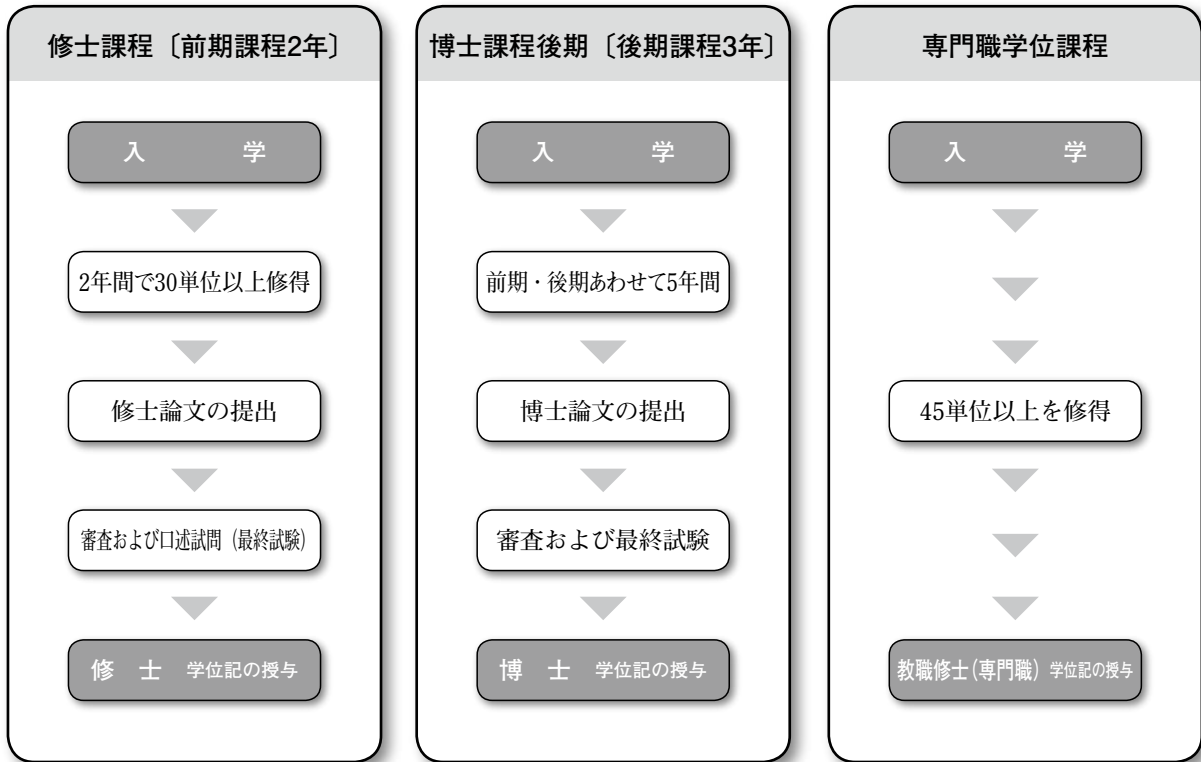 修士課程〔前期課程2年〕
入 学
2年間で30単位以上修得
修士論文の提出
審査および口述試問（最終試験）
修 士 学位記の授与
博士課程後期〔後期課程3年〕
入 学
前期・後期あわせて5年間
博士論文の提出
審査および最終試験
博 士 学位記の授与
専門職学位課程
入 学
45単位以上を修得
教職修士（専門職） 学位記の授与